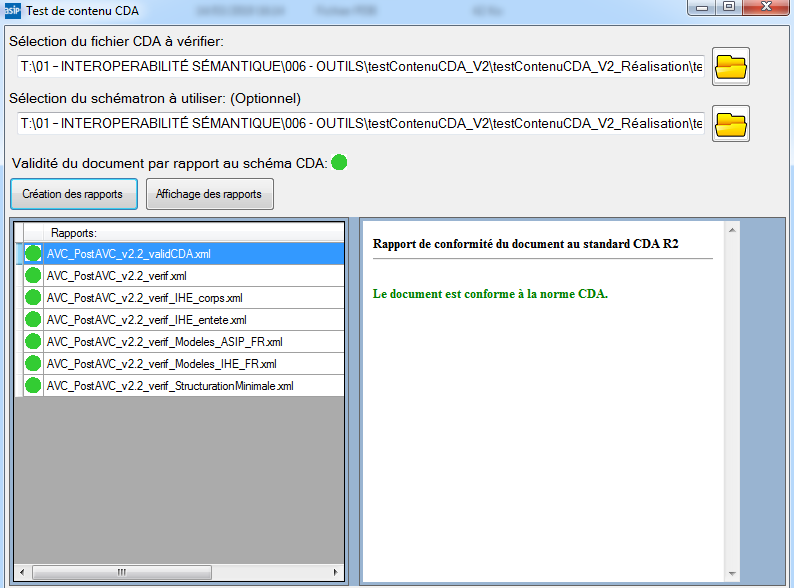 asip Test de contenu CDA
Sélection du fichier CDA à vérifier:
T:\01 – INTEROPERABILITÉ SÉMANTIQUE\006 - OUTILS\testContenuCDA_V2\testContenuCDA_V2_Réalisation\te
Sélection du schématron à utiliser: (Optionnel)
T:\01 – INTEROPERABILITÉ SÉMANTIQUE\006 - OUTILS\testContenuCDA_V2\testContenuCDA_V2_Réalisation\te
Validité du document par rapport au schéma CDA:
Création des rapports
Affichage des rapports
Rapports:
AVC_PostAVC_v2.2_validCDA.xml
AVC_PostAVC_v2.2_verif.xml
AVC_PostAVC_v2.2_verif_IHE_corps.xml
AVC_PostAVC_v2.2_verif_IHE_entete.xml
AVC_PostAVC_v2.2_verif_Modeles_ASIP_FR.xml
AVC_PostAVC_v2.2_verif_Modeles_IHE_FR.xml
AVC_PostAVC_v2.2_verif_StructurationMinimale.xml
Rapport de conformité du document au standard CDA R2
Le document est conforme à la norme CDA.